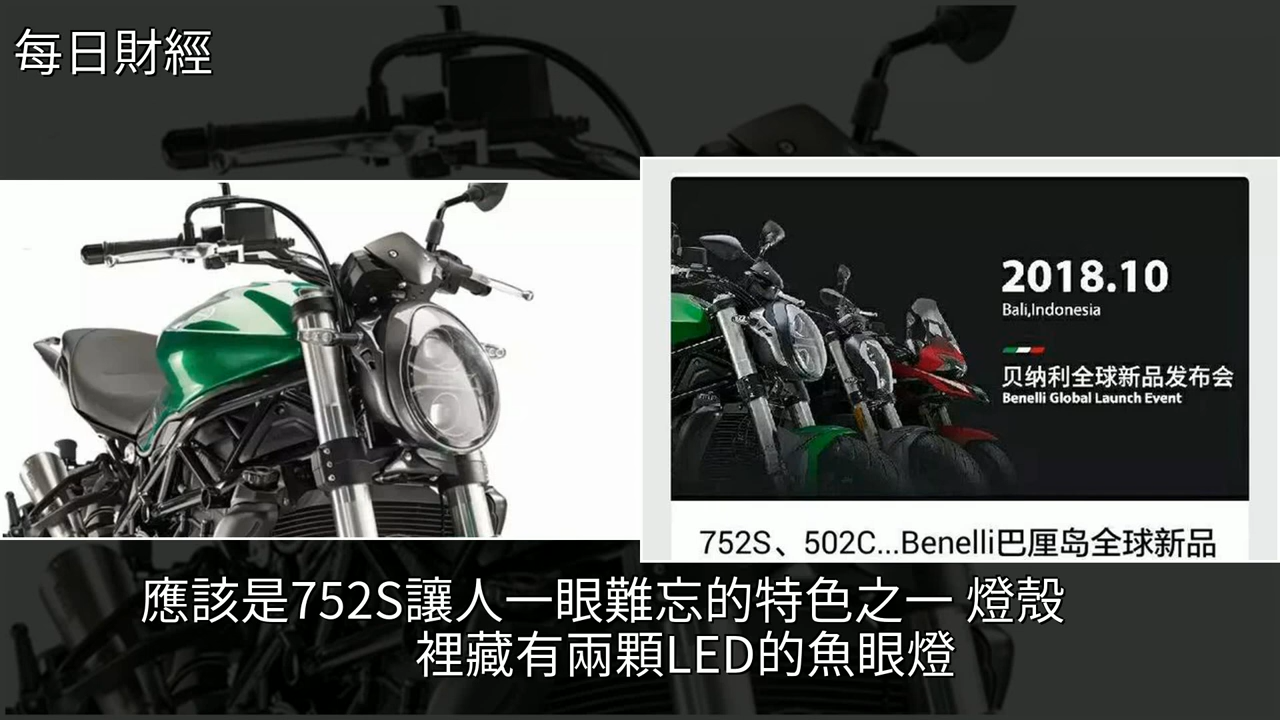 每日財經
2018.10
Bali,Indonesia
贝纳利全球新品发布会
Benelli Global Launch Event
752S、502C...Benelli巴厘岛全球新品
應該是752S讓人一眼難忘的特色之一 燈殼
裡藏有兩顆LED的魚眼燈